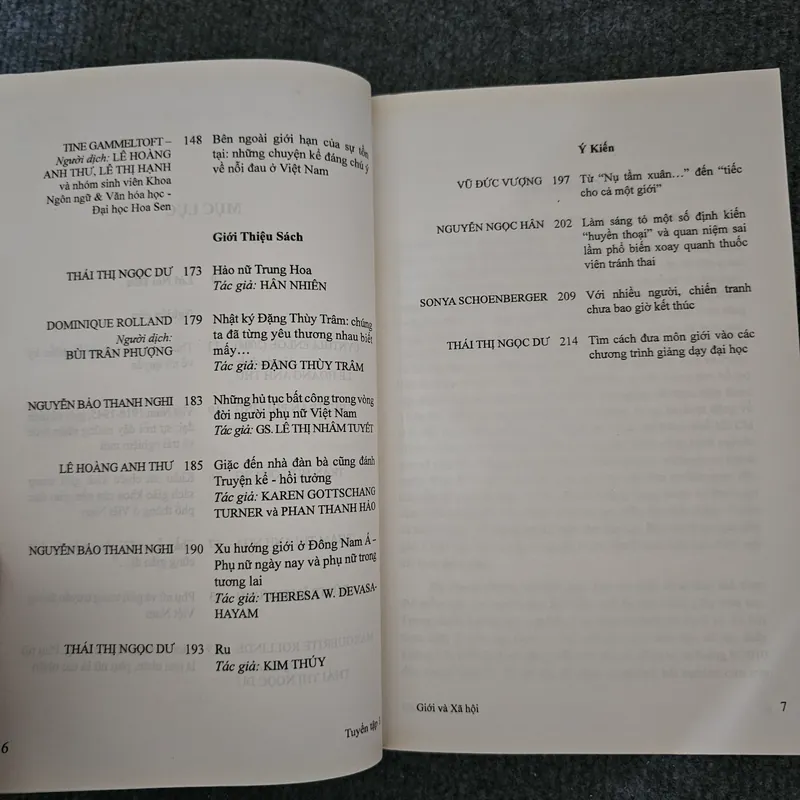 TINE GAMMELTOFT – 148 Bên ngoài giới hạn của sự tồn
Người dịch: LÊ HOÀNG tại: những chuyện kể đáng chú ý
ANH THƯ, LÊ THỊ HẠNH về nỗi đau ở Việt Nam
và nhóm sinh viên Khoa
Ngôn ngữ & Văn hóa học -
Đại học Hoa Sen
Giới Thiệu Sách
THÁI THỊ NGỌC DƯ 173 Hảo nữ Trung Hoa
Tác giả: HÂN NHIÊN
DOMINIQUE ROLLAND 179 Nhật ký Đặng Thùy Trâm: chúng
Người dịch: ta đã từng yêu thương nhau biết
BÙI TRÂN PHƯỢNG mấy…
Tác giả: ĐẶNG THÙY TRÂM
NGUYỄN BẢO THANH NGHI 183 Những hủ tục bất công trong vòng
đời người phụ nữ Việt Nam
Tác giả: GS. LÊ THỊ NHÂM TUYẾT
LÊ HOÀNG ANH THƯ 185 Giặc đến nhà đàn bà cũng đánh
Truyện kể - hồi tưởng
Tác giả: KAREN GOTTSCHANG
TURNER và PHAN THANH HẢO
NGUYỄN BẢO THANH NGHI 190 Xu hướng giới ở Đông Nam Á –
Phụ nữ ngày nay và phụ nữ trong
tương lai
Tác giả: THERESA W. DEVASA-
HAYAM
THÁI THỊ NGỌC DƯ 193 Ru
Tác giả: KIM THÚY
6 Tuyển tập 1
Ý Kiến
VŨ ĐỨC VƯỢNG 197 Từ “Nụ tầm xuân…” đến “tiếc
cho cả một giới”
NGUYỄN NGỌC HÂN 202 Làm sáng tỏ một số định kiến
“huyền thoại” và quan niệm sai
lầm phổ biến xoay quanh thuốc
viên tránh thai
SONYA SCHOENBERGER 209 Với nhiều người, chiến tranh
chưa bao giờ kết thúc
THÁI THỊ NGỌC DƯ 214 Tìm cách đưa môn giới vào các
chương trình giảng dạy đại học
Giới và Xã hội 7